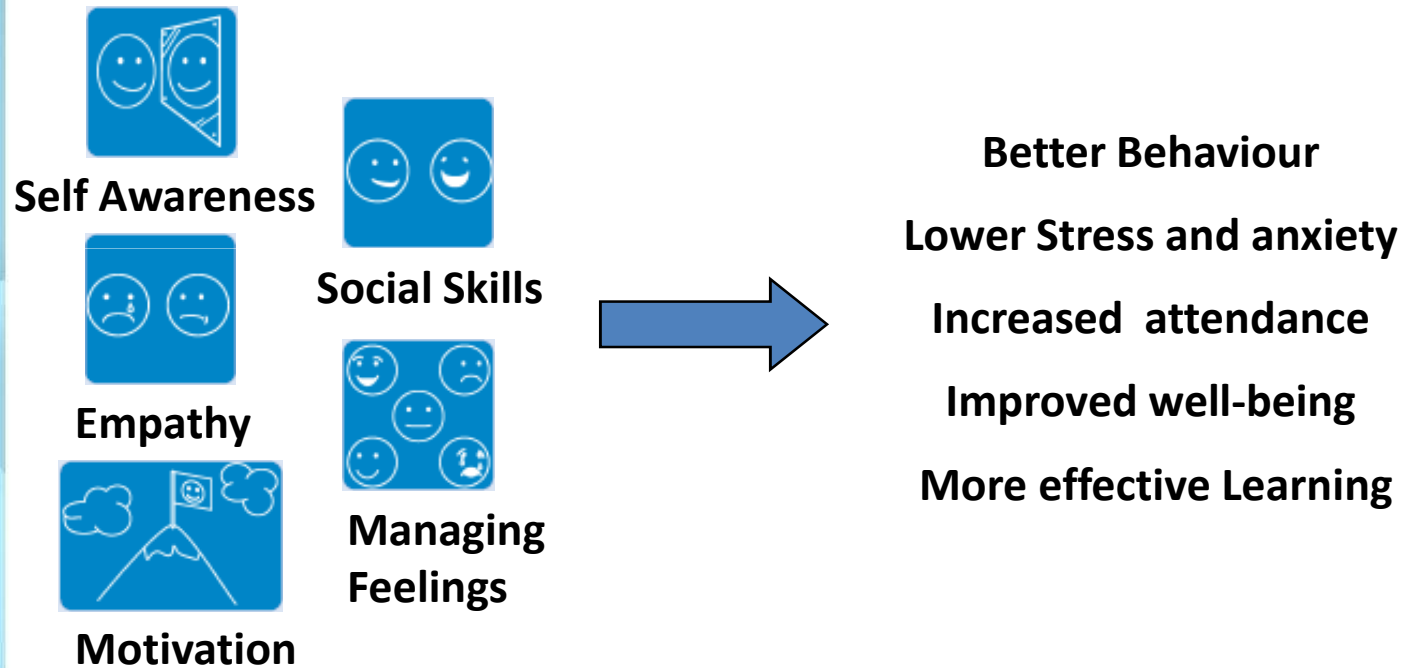 Self Awareness
Social Skills
Empathy
Managing
Feelings
Motivation
Better Behaviour
Lower Stress and anxiety
Increased attendance
Improved well-being
More effective Learning